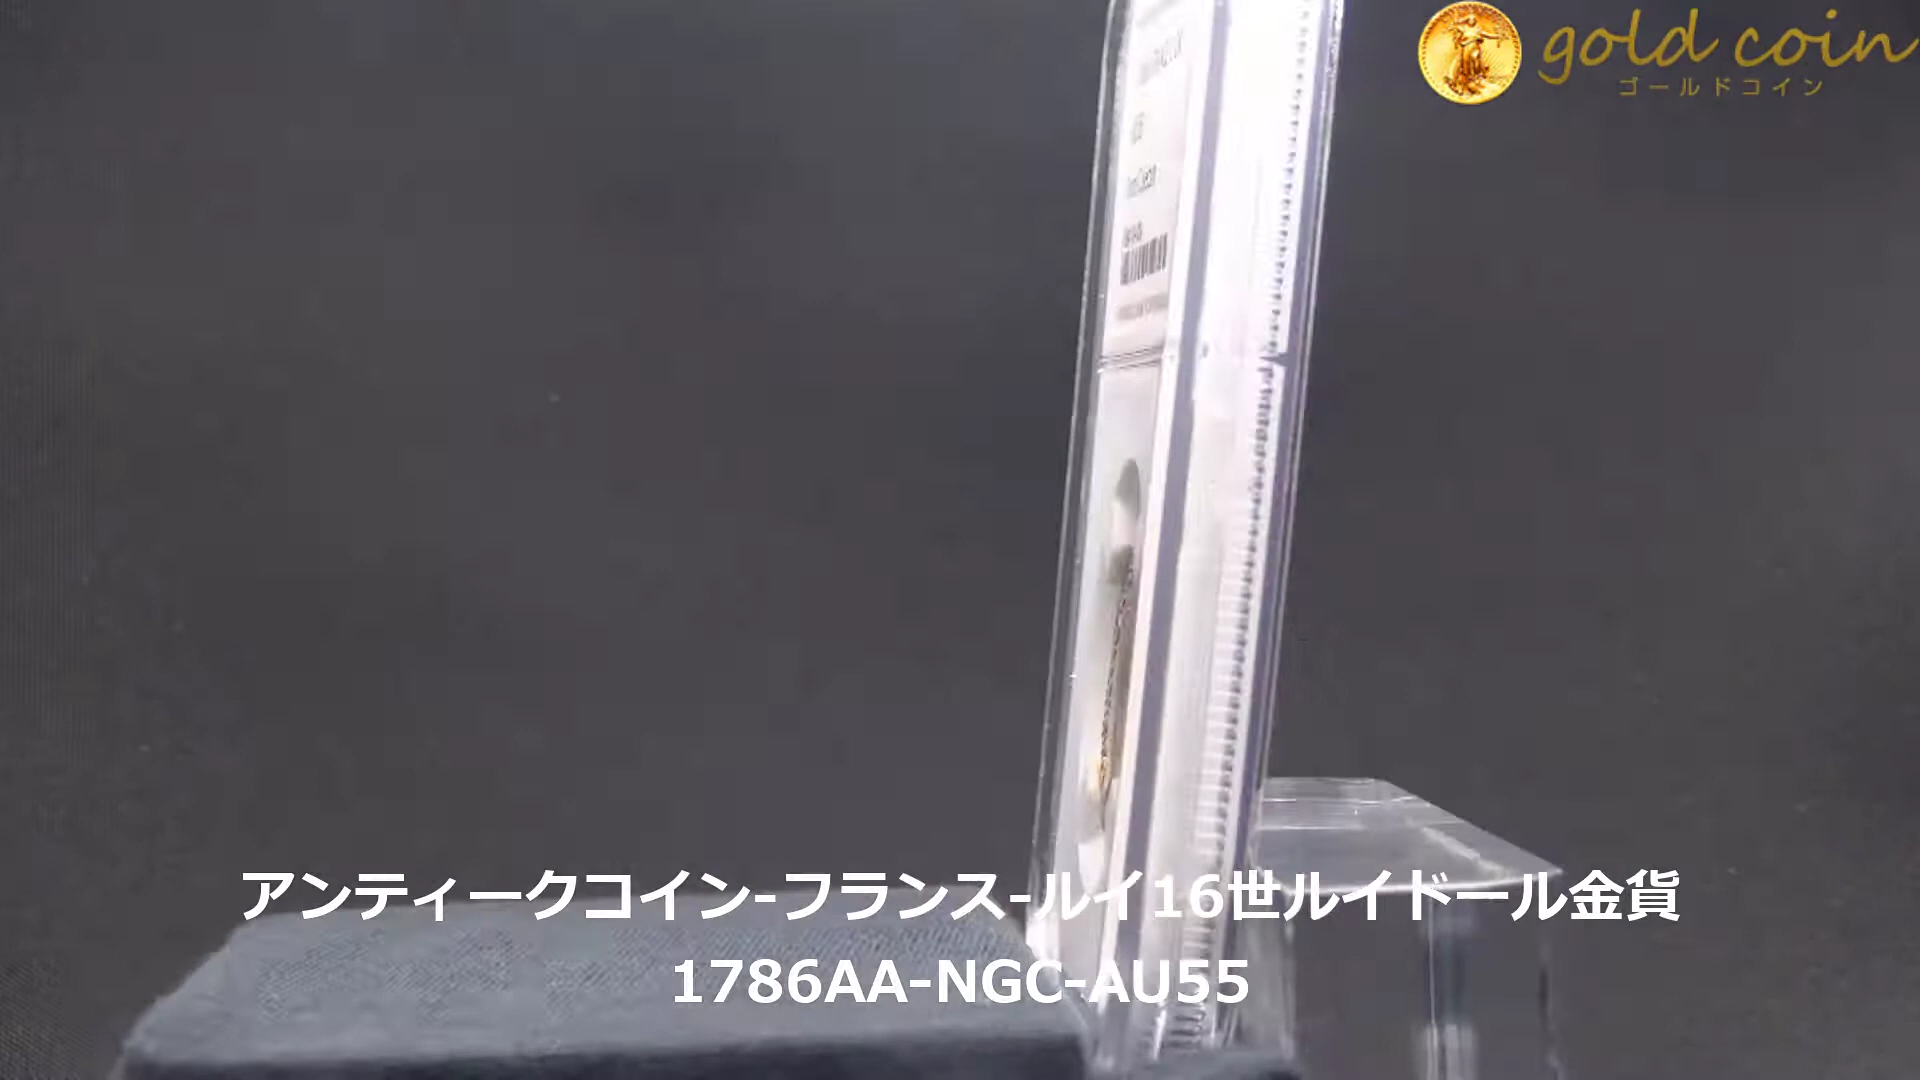 gold coin
ゴールドコイン
アンティークコイン-フランス-ルイ16世ルイドール金貨
1786AA-NGC-AU55